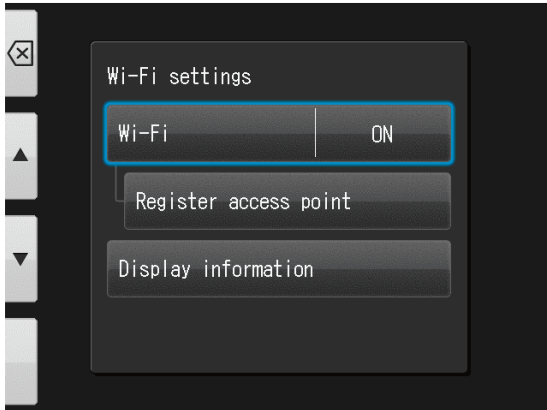 Wi-Fi settings
Wi-Fi ON
Register access point
Display information